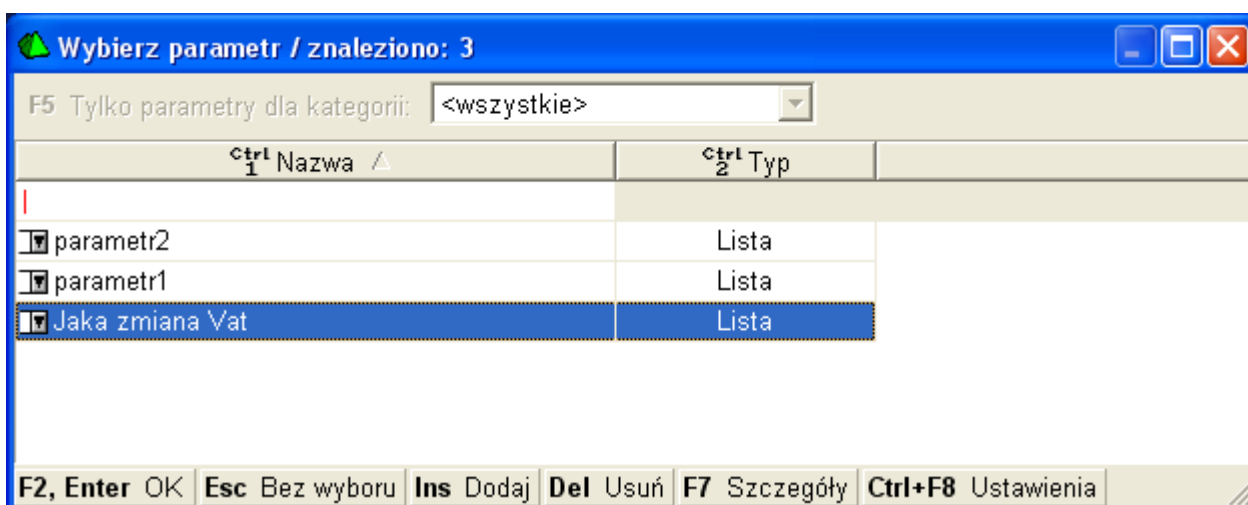 Wybierz parametr / znaleziono: 3
F5 Tylko parametry dla kategorii: <wszystkie>
Ctrl 1 Nazwa Ctrl 2 Typ
parametr2 Lista
parametr1 Lista
Jaka zmiana Vat Lista
F2, Enter OK Esc Bez wyboru Ins Dodaj Del Usuń F7 Szczegóły Ctrl+F8 Ustawienia